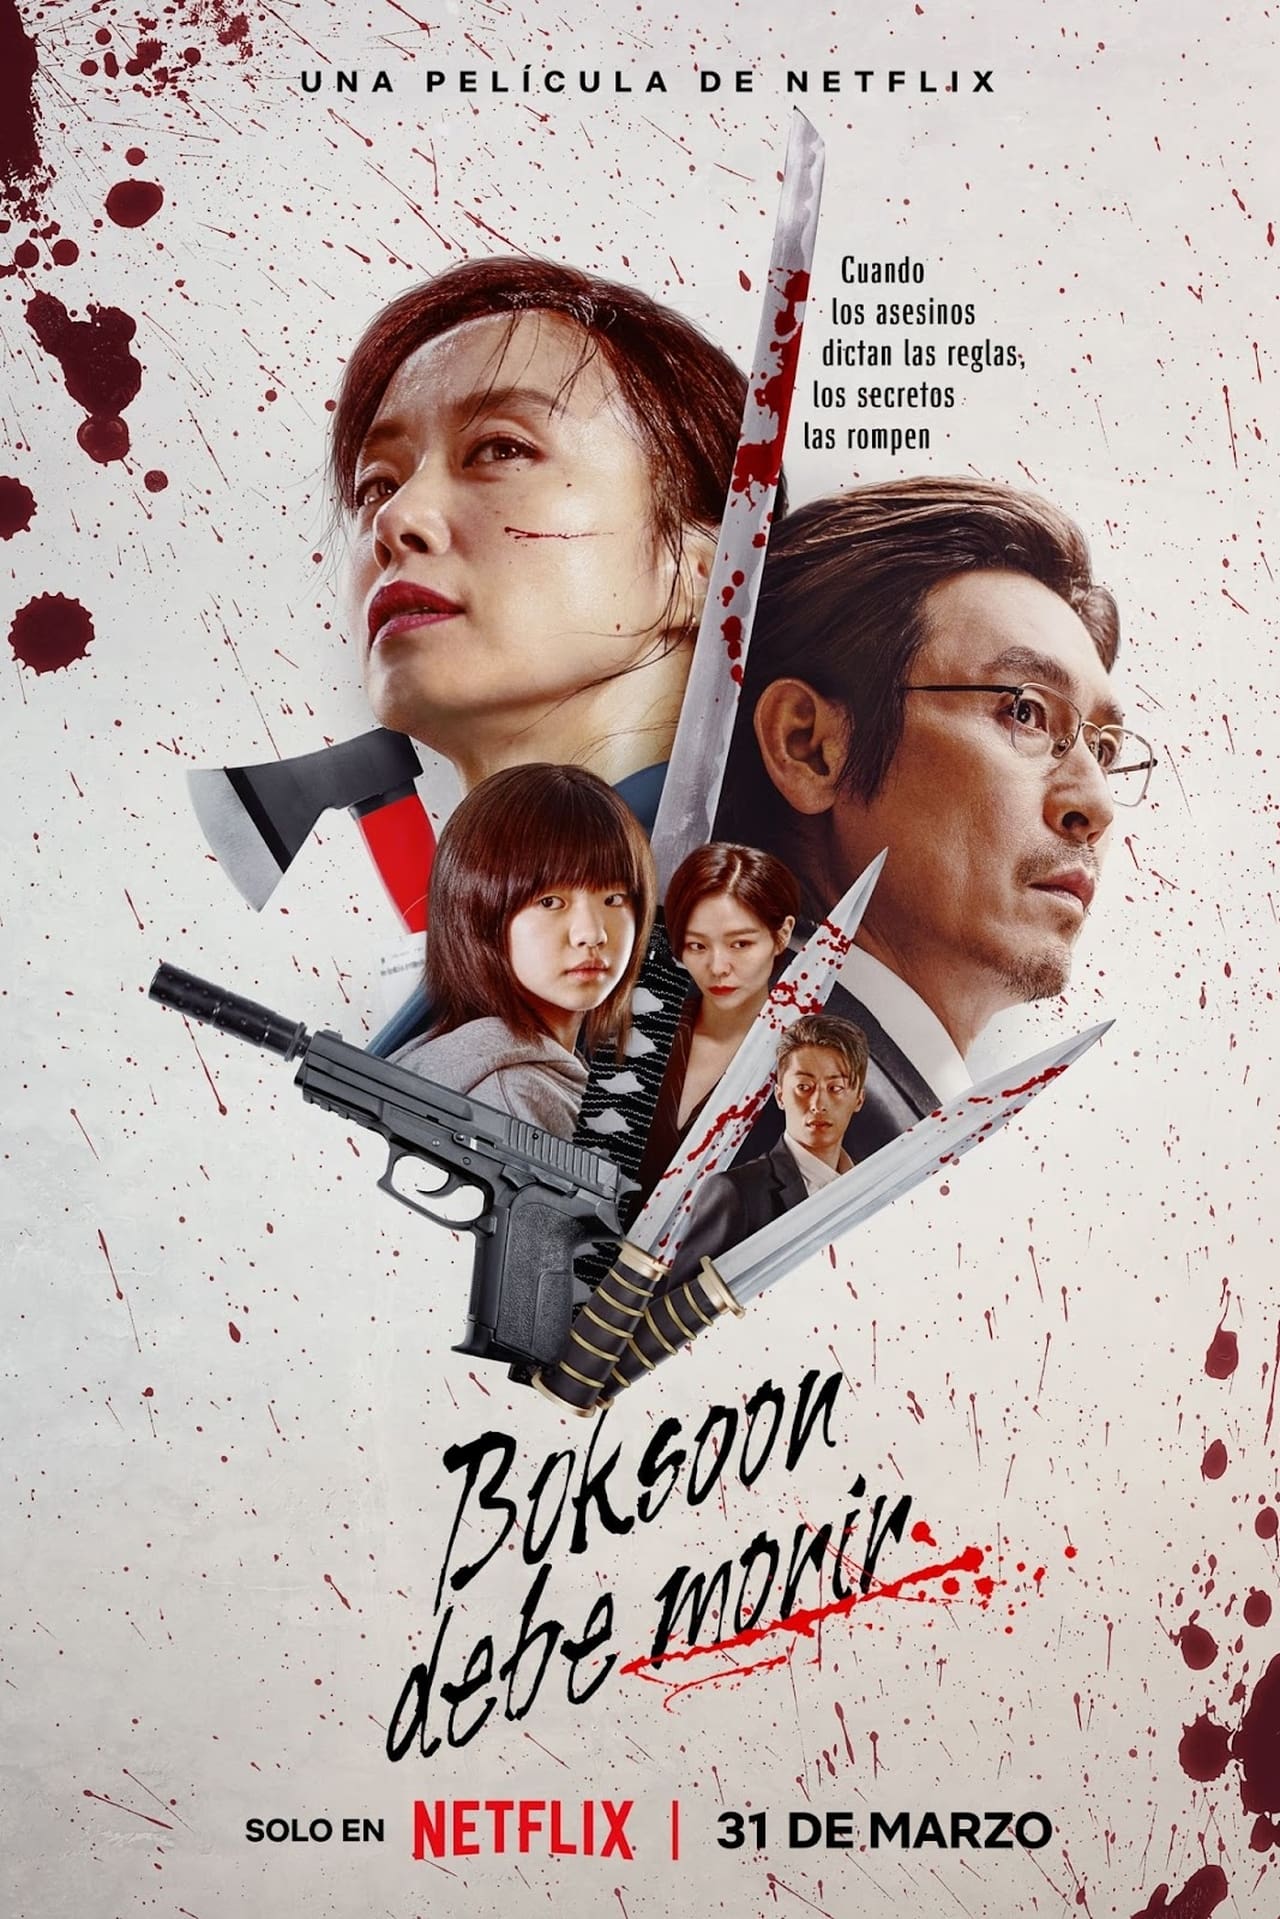 UNA PELÍCULA DE NETFLIX
Cuando
los asesinos
dictan las reglas,
los secretos
las rompen
Boksoon
debe morir
SOLO EN NETFLIX | 31 DE MARZO